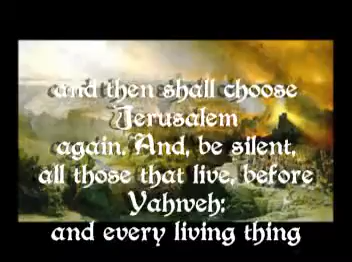 and then shall choose
Jerusalem
again. And, be silent,
all those that live, before
Yahweh:
and every living thing